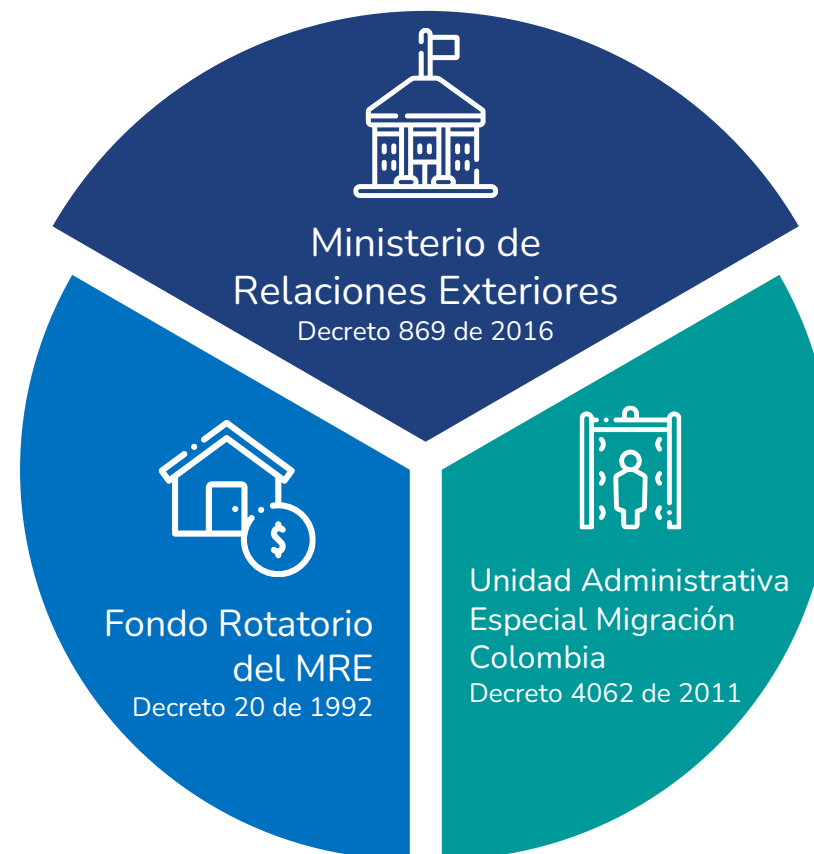 Ministerio de
Relaciones Exteriores
Decreto 869 de 2016
$
Fondo Rotatorio
del MRE
Decreto 20 de 1992
Unidad Administrativa
Especial Migración
Colombia
Decreto 4062 de 2011